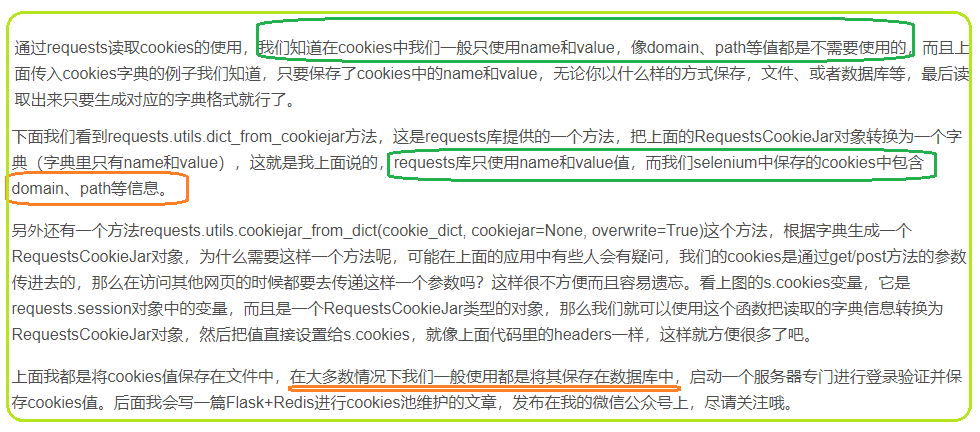 通过requests读取cookies的使用，我们知道在cookies中我们一般只使用name和value，像domain、path等值都是不需要使用的，而且上
面传入cookies字典的例子我们知道，只要保存了cookies中的name和value，无论你以什么样的方式保存，文件、或者数据库等，最后读
取出来只要生成对应的字典格式就行了。
下面我们看到requests.utils.dict_from_cookiejar方法，这是requests库提供的一个方法，把上面的RequestsCookieJar对象转换为一个字
典（字典里只有name和value），这就是我上面说的，requests库只使用name和value值，而我们selenium中保存的cookies中包含
domain、path等信息。
另外还有一个方法requests.utils.cookiejar_from_dict(cookie_dict, cookiejar=None, overwrite=True)这个方法，根据字典生成一个
RequestsCookieJar对象，为什么需要这样一个方法呢，可能在上面的应用中有些人会有疑问，我们的cookies是通过get/post方法的参数
传进去的，那么在访问其他网页的时候都要去传递这样一个参数吗？这样很不方便而且容易遗忘。看上图的s.cookies变量，它是
requests.session对象中的变量，而且是一个RequestsCookieJar类型的对象，那么我们就可以使用这个函数把读取的字典信息转换为
RequestsCookieJar对象，然后把值直接设置给s.cookies，就像上面代码里的headers一样，这样就方便很多了吧。
上面我都是将cookies值保存在文件中，在大多数情况下我们一般使用都是将其保存在数据库中，启动一个服务器专门进行登录验证并保
存cookies值。后面我会写一篇Flask+Redis进行cookies池维护的文章，发布在我的微信公众号上，尽请关注哦。